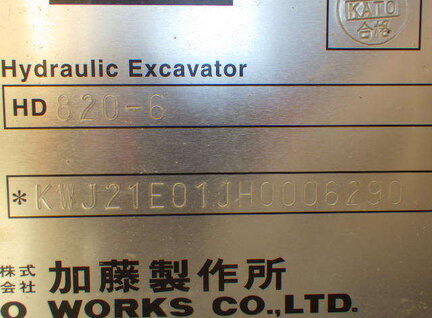 KATO
合格
Hydraulic Excavator
HD 820-6
*KWJ21E01JH0006290
株式会社 加藤製作所
O WORKS CO.,LTD.